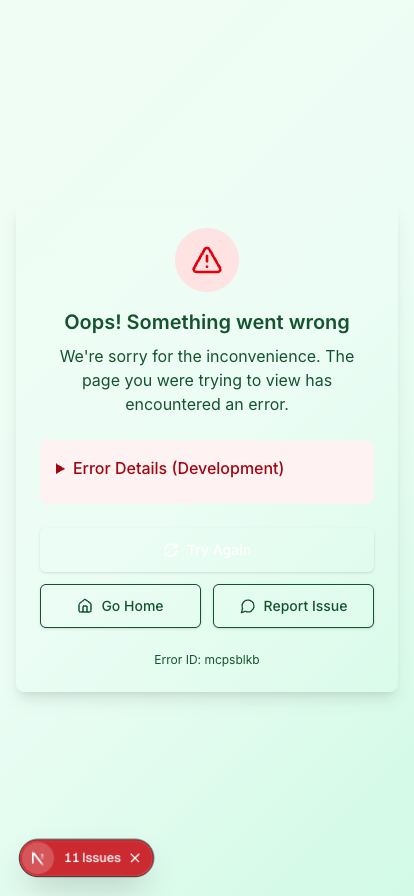 Oops! Something went wrong
We're sorry for the inconvenience. The
page you were trying to view has
encountered an error.
Error Details (Development)
Try Again
Go Home
Report Issue
Error ID: mcpsblkb
N
11 Issues